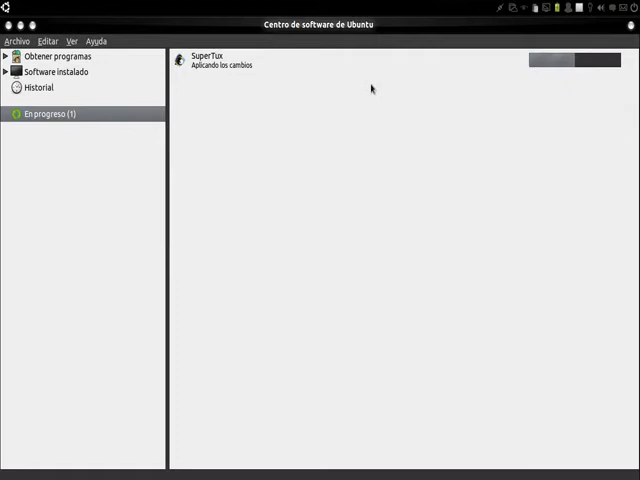 Centro de software de Ubuntu
Archivo Editar Ver Ayuda
Obtener programas
Software instalado
Historial
En progreso (1)
SuperTux
Aplicando los cambios